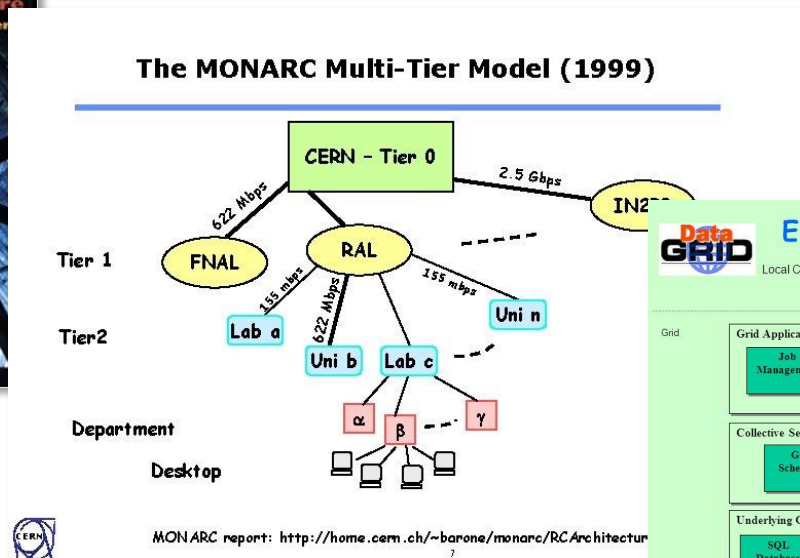 The MONARC Multi-Tier Model (1999)
CERN - Tier 0
622 Mbps
2.5 Gbps
Tier 1
FNAL
RAL
155 mbps
622 Mbps
155 mbps
Tier2
Lab a
Uni b
Lab c
Uni n
Department
α
β
γ
Desktop
CERN
MONARC report: http://home.cern.ch/~barone/monarc/RCArchitectur
7
Data
GRID
E
Local C
Grid
Grid Applica
Job
Managem
Collective Se
G
Sche
Underlying G
SQL